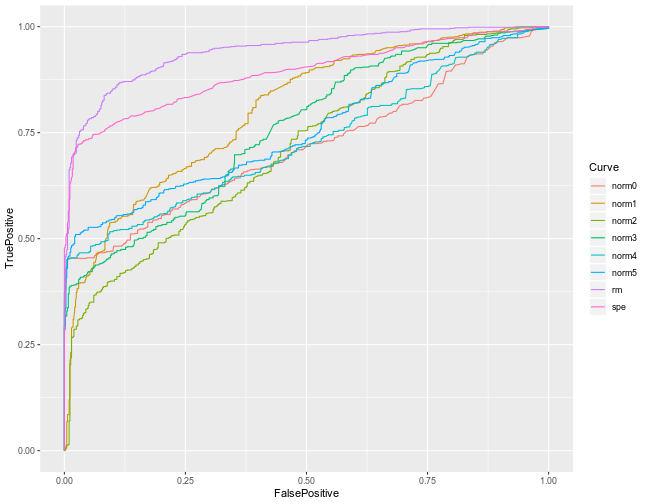 1.00
0.75
0.50
0.25
0.00
TruePositive
0.00 0.25 0.50 0.75 1.00
FalsePositive
Curve
norm0
norm1
norm2
norm3
norm4
norm5
rm
spe